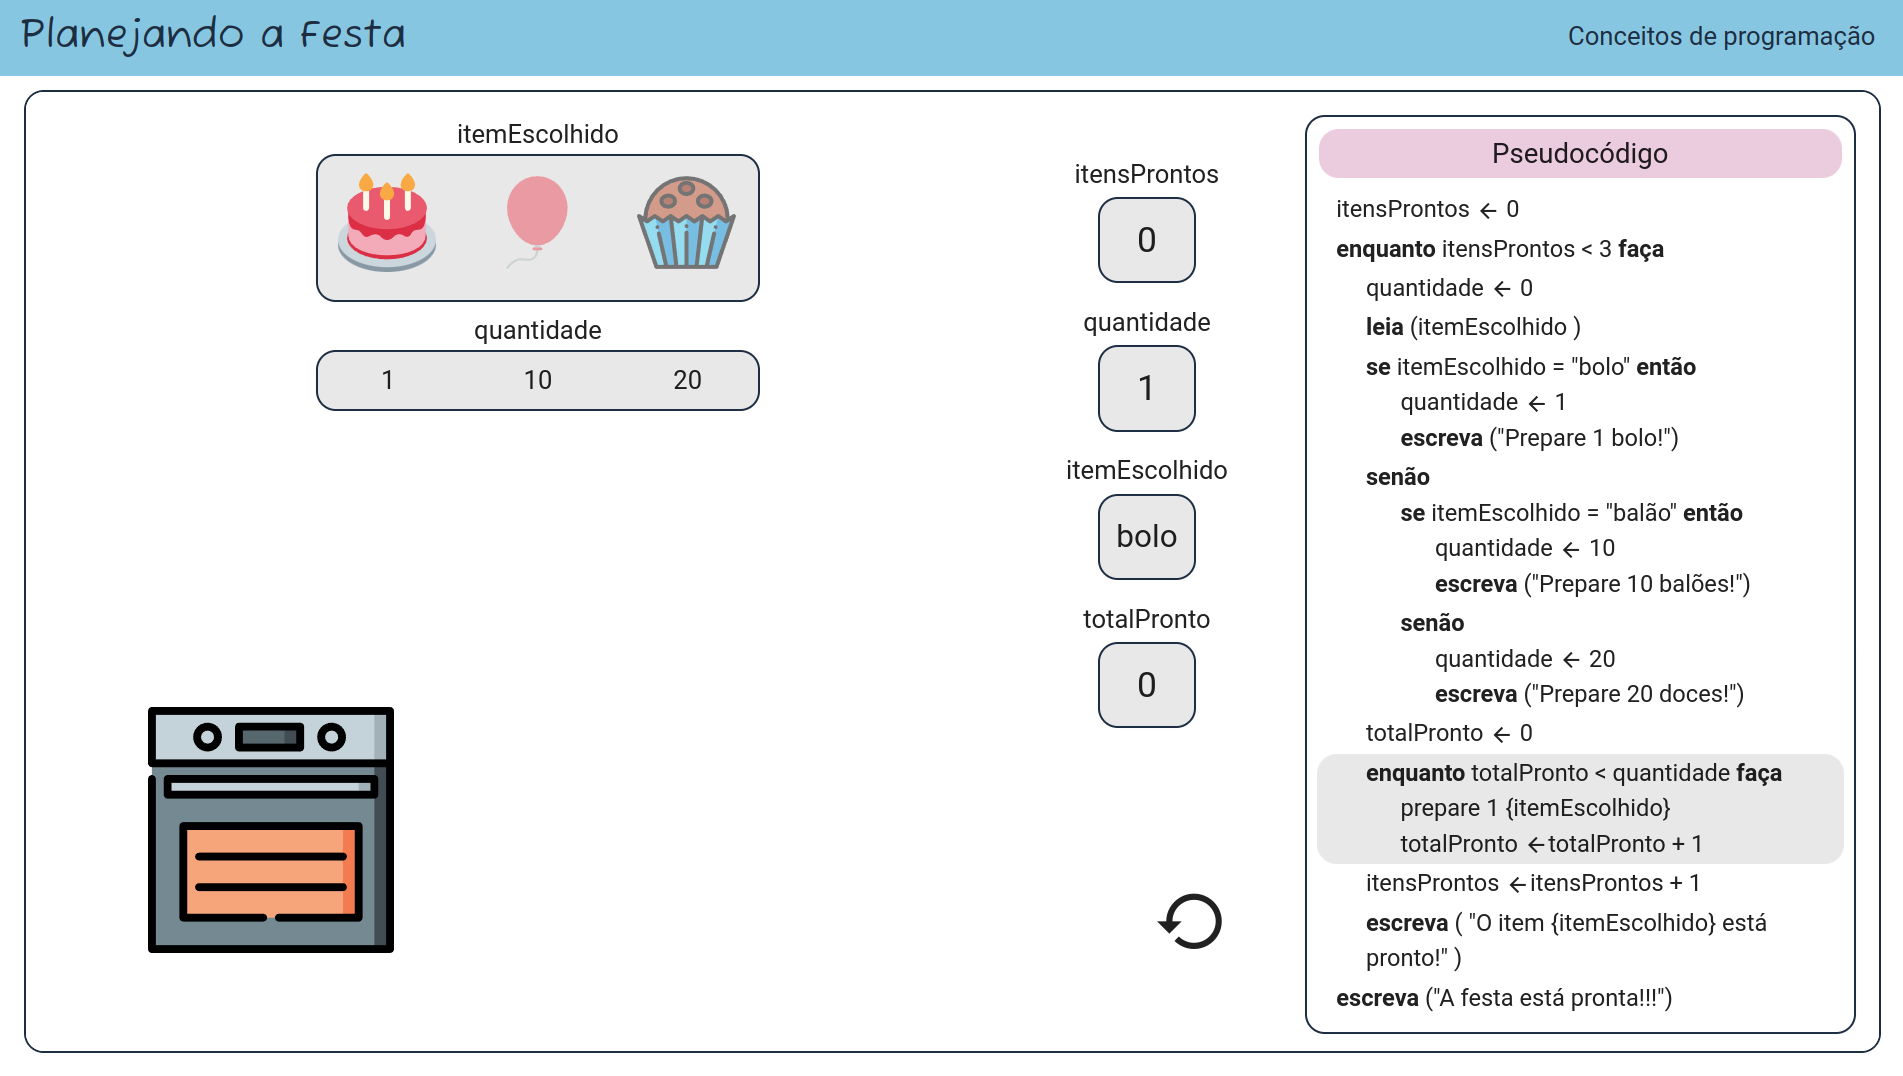 Planejando a Festa
Conceitos de programação
itemEscolhido
quantidade
1 10 20
itensProntos
0
quantidade
1
itemEscolhido
bolo
totalPronto
0
Pseudocódigo
itensProntos ← 0
enquanto itensProntos < 3 faça
quantidade ← 0
leia (itemEscolhido )
se itemEscolhido = "bolo" então
quantidade ← 1
escreva ("Prepare 1 bolo!")
senão
se itemEscolhido = "balão" então
quantidade ← 10
escreva ("Prepare 10 balões!")
senão
quantidade ← 20
escreva ("Prepare 20 doces!")
totalPronto ← 0
enquanto totalPronto < quantidade faça
prepare 1 {itemEscolhido}
totalPronto ←totalPronto + 1
itensProntos ←itensProntos + 1
escreva ( "O item {itemEscolhido} está
pronto!" )
escreva ("A festa está pronta!!!")